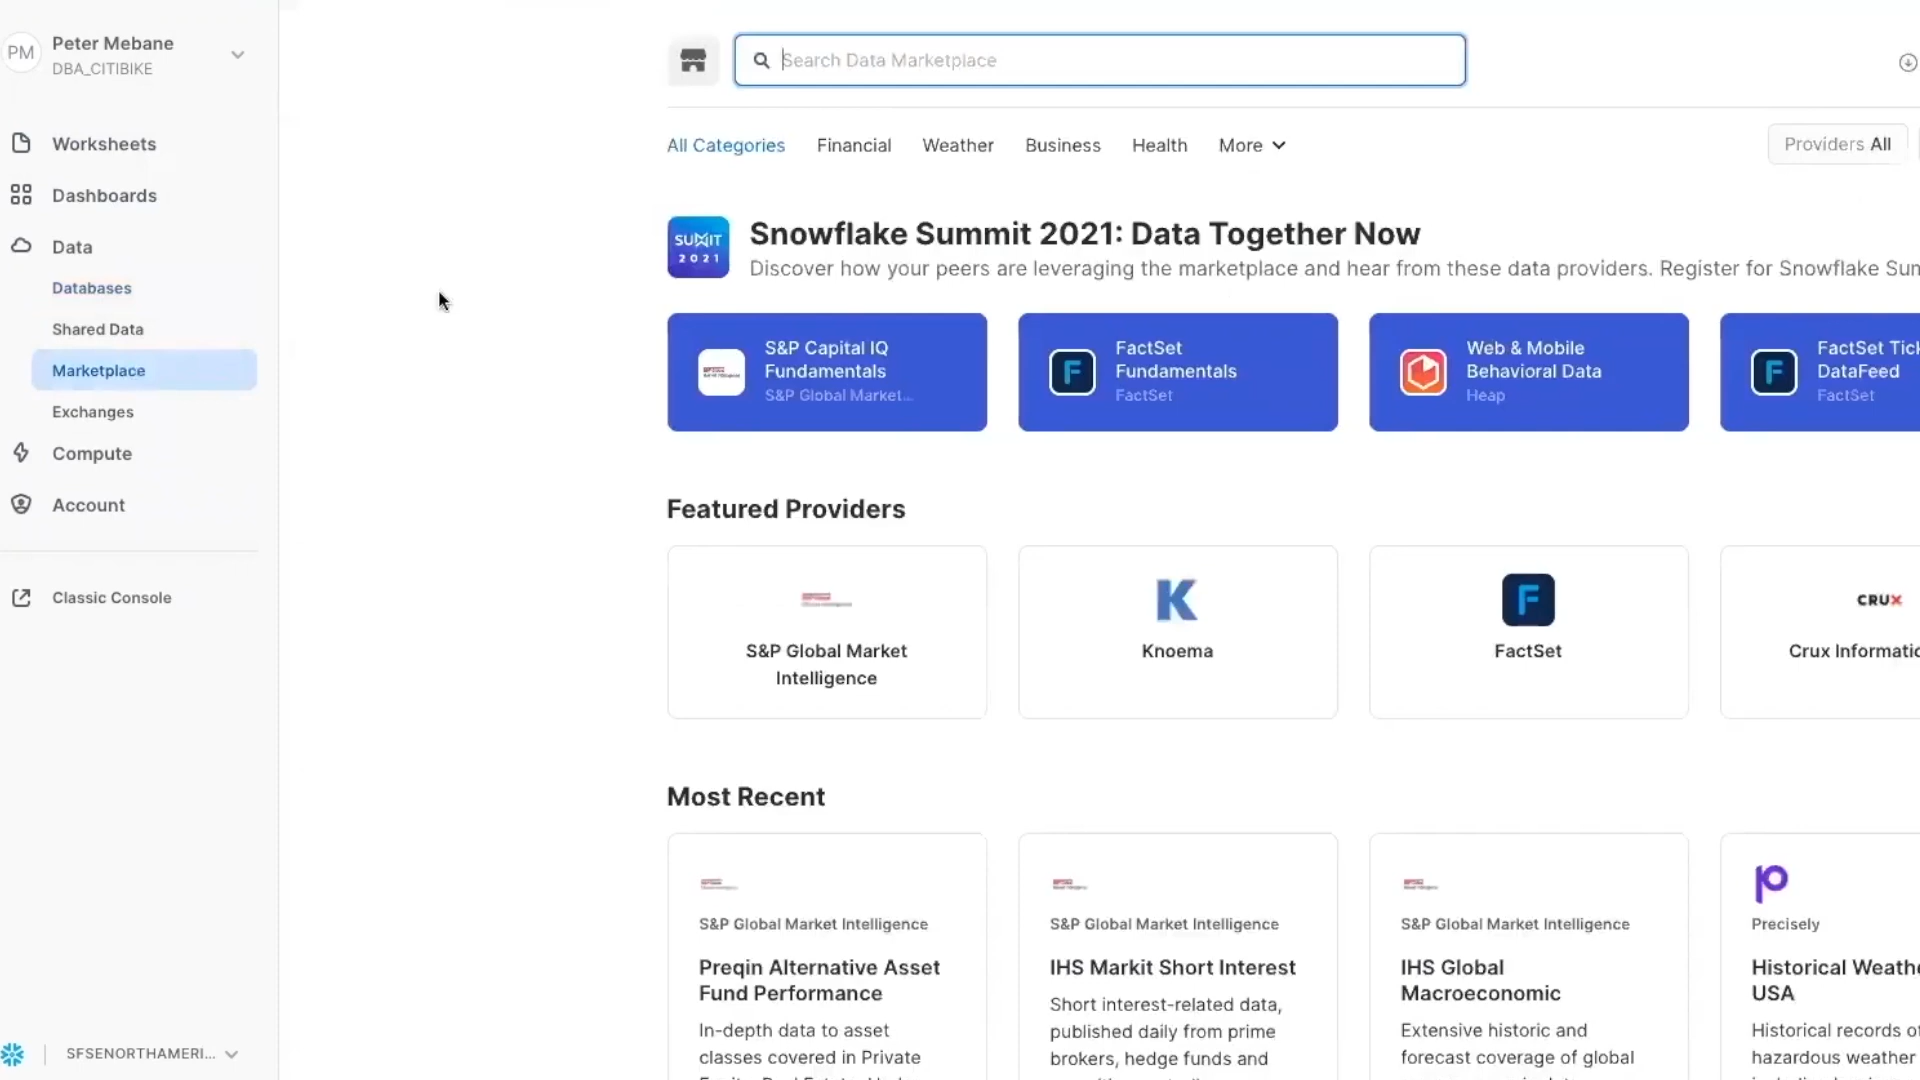 PM
Peter Mebane
DBA_CITIBIKE
Worksheets
Dashboards
Data
Databases
Shared Data
Marketplace
Exchanges
Compute
Account
Classic Console
SFSENORTHAMERI...
Search Data Marketplace
All Categories
Financial
Weather
Business
Health
More
Providers All
SUMMIT
2021
Snowflake Summit 2021: Data Together Now
Discover how your peers are leveraging the marketplace and hear from these data providers. Register for Snowflake Sum
S&P Capital IQ
Fundamentals
S&P Global Market...
FactSet
Fundamentals
FactSet
Web & Mobile
Behavioral Data
Heap
FactSet Tick
DataFeed
FactSet
Featured Providers
S&P Global Market
Intelligence
K
Knoema
F
FactSet
CRUX
Crux Informatic
Most Recent
S&P Global Market Intelligence
Preqin Alternative Asset
Fund Performance
In-depth data to asset
classes covered in Private
S&P Global Market Intelligence
IHS Markit Short Interest
Short interest-related data,
published daily from prime
brokers, hedge funds and
S&P Global Market Intelligence
IHS Global
Macroeconomic
Extensive historic and
forecast coverage of global
Precisely
Historical Weathe
USA
Historical records of
hazardous weather